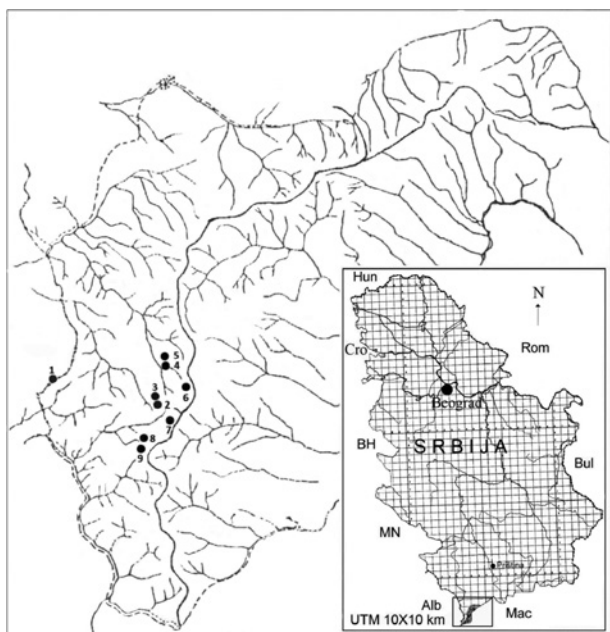 Hun
N
Cro
Rom
Beograd
BH
SRBIJA
Bul
MN
Priština
Alb
Mac
UTM 10X10 km
5
4
1
3
2
6
7
8
9